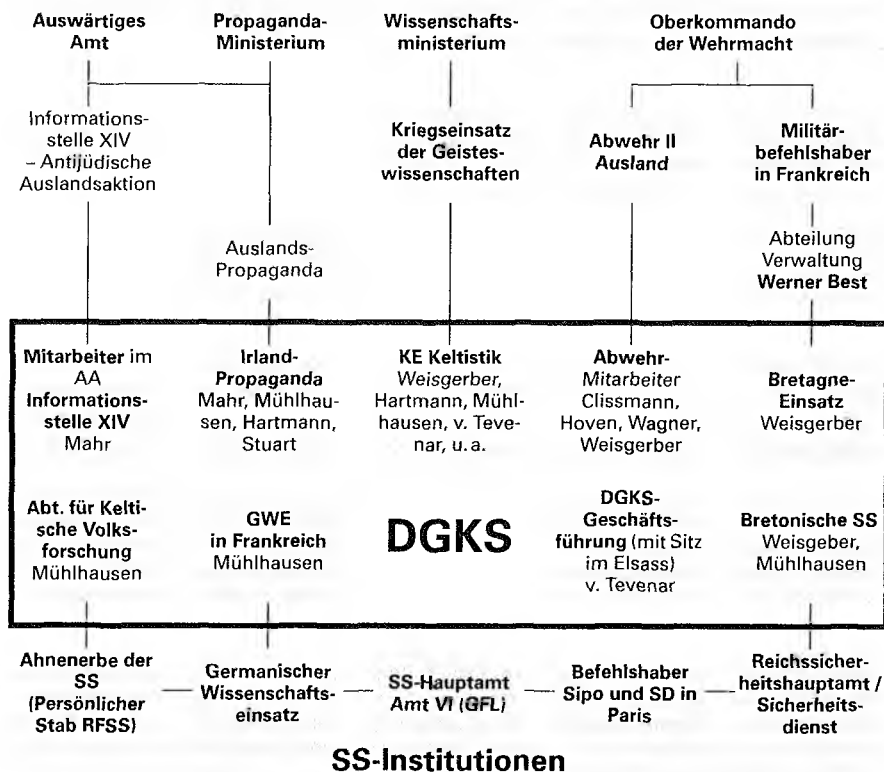 Auswärtiges
Amt
Propaganda-
Ministerium
Wissenschafts-
ministerium
Oberkommando
der Wehrmacht
Informations-
stelle XIV
– Antijüdische
Auslandsaktion
Kriegseinsatz
der Geistes-
wissenschaften
Abwehr II
Ausland
Militär-
befehlshaber
in Frankreich
Auslands-
Propaganda
Abteilung
Verwaltung
Werner Best
Mitarbeiter im
AA
Informations-
stelle XIV
Mahr
Irland-
Propaganda
Mahr, Mühlhau-
sen, Hartmann,
Stuart
KE Keltistik
Weisgerber,
Hartmann, Mühl-
hausen, v. Teve-
nar, u.a.
Abwehr-
Mitarbeiter
Clissmann,
Hoven, Wagner,
Weisgerber
Bretagne-
Einsatz
Weisgerber
Abt. für Kelti-
sche Volks-
forschung
Mühlhausen
GWE
in Frankreich
Mühlhausen
DGKS
DGKS-
Geschäfts-
führung (mit Sitz
im Elsass)
v. Tevenar
Bretonische SS
Weisgeber,
Mühlhausen
Ahnenerbe der
SS
(Persönlicher
Stab RFSS)
Germanischer
Wissenschafts-
einsatz
SS-Hauptamt
Amt VI (GFL)
Befehlshaber
Sipo und SD in
Paris
Reichssicher-
heitshauptamt /
Sicherheits-
dienst
SS-Institutionen